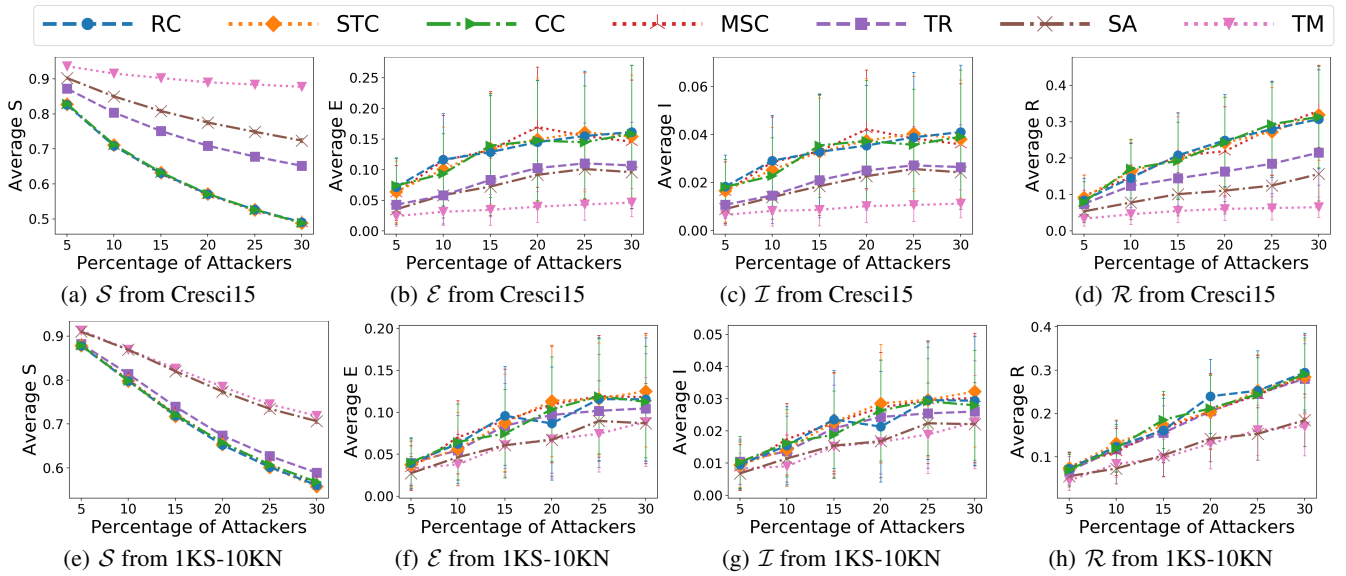 RC STC CC MSC TR SA TM
Average S
0.9
0.8
0.7
0.6
0.5
5 10 15 20 25 30
Percentage of Attackers
(a) 𝒮 from Cresci15
Average E
0.25
0.20
0.15
0.10
0.05
0.00
5 10 15 20 25 30
Percentage of Attackers
(b) ℰ from Cresci15
Average I
0.06
0.04
0.02
0.00
5 10 15 20 25 30
Percentage of Attackers
(c) ℐ from Cresci15
Average R
0.4
0.3
0.2
0.1
0.0
5 10 15 20 25 30
Percentage of Attackers
(d) ℛ from Cresci15
Average S
0.9
0.8
0.7
0.6
5 10 15 20 25 30
Percentage of Attackers
(e) 𝒮 from 1KS-10KN
Average E
0.20
0.15
0.10
0.05
0.00
5 10 15 20 25 30
Percentage of Attackers
(f) ℰ from 1KS-10KN
Average I
0.05
0.04
0.03
0.02
0.01
0.00
5 10 15 20 25 30
Percentage of Attackers
(g) ℐ from 1KS-10KN
Average R
0.4
0.3
0.2
0.1
5 10 15 20 25 30
Percentage of Attackers
(h) ℛ from 1KS-10KN